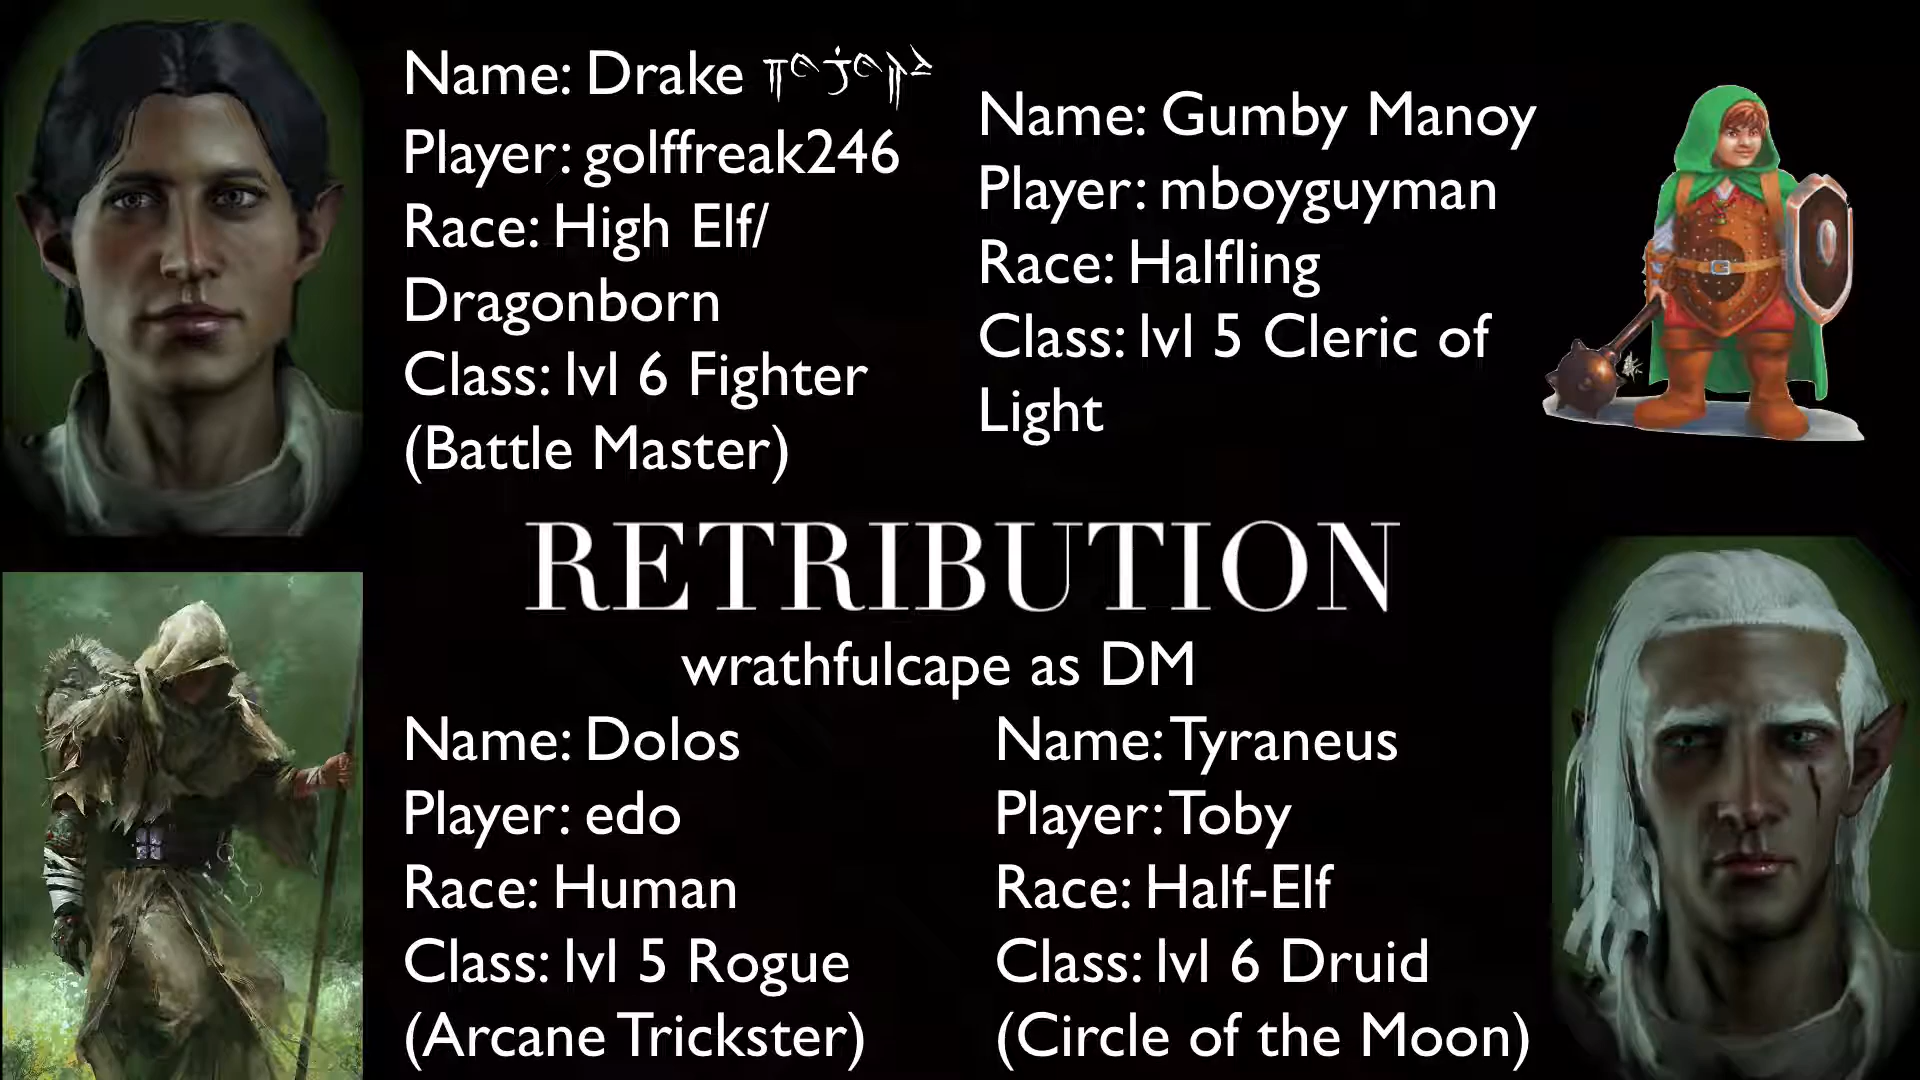 Name: Drake
Player: golffreak246
Race: High Elf/
Dragonborn
Class: lvl 6 Fighter
(Battle Master)
Name: Gumby Manoy
Player: mboyguyman
Race: Halfling
Class: lvl 5 Cleric of
Light
RETRIBUTION
wrathfulcape as DM
Name: Dolos
Player: edo
Race: Human
Class: lvl 5 Rogue
(Arcane Trickster)
Name: Tyraneus
Player: Toby
Race: Half-Elf
Class: lvl 6 Druid
(Circle of the Moon)